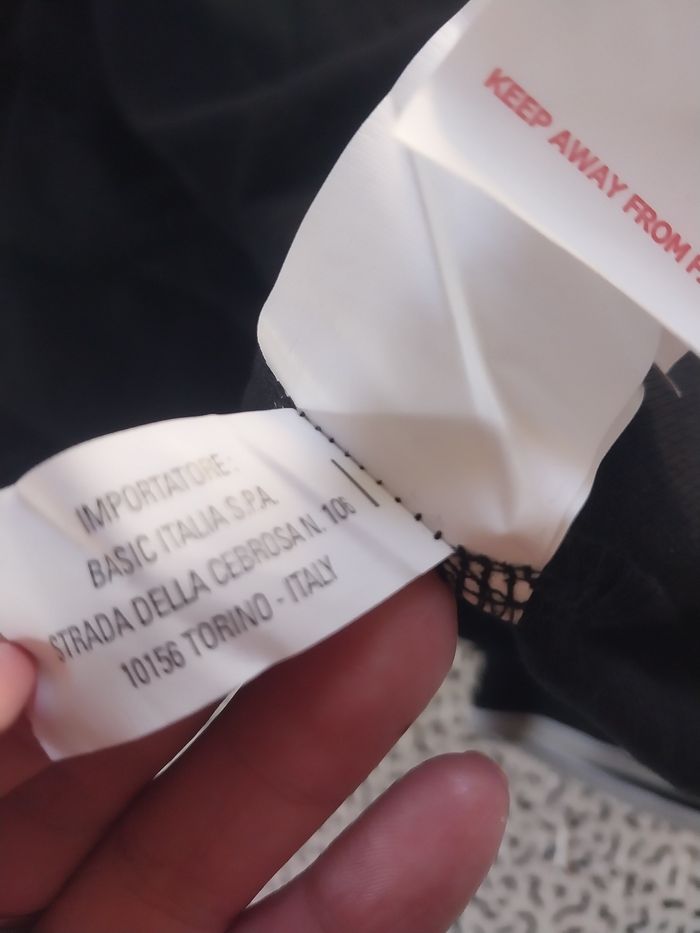 KEEP AWAY FROM
IMPORTATORE:
BASIC ITALIA S.P.A.
STRADA DELLA CEBROSA N. 106
10156 TORINO - ITALY